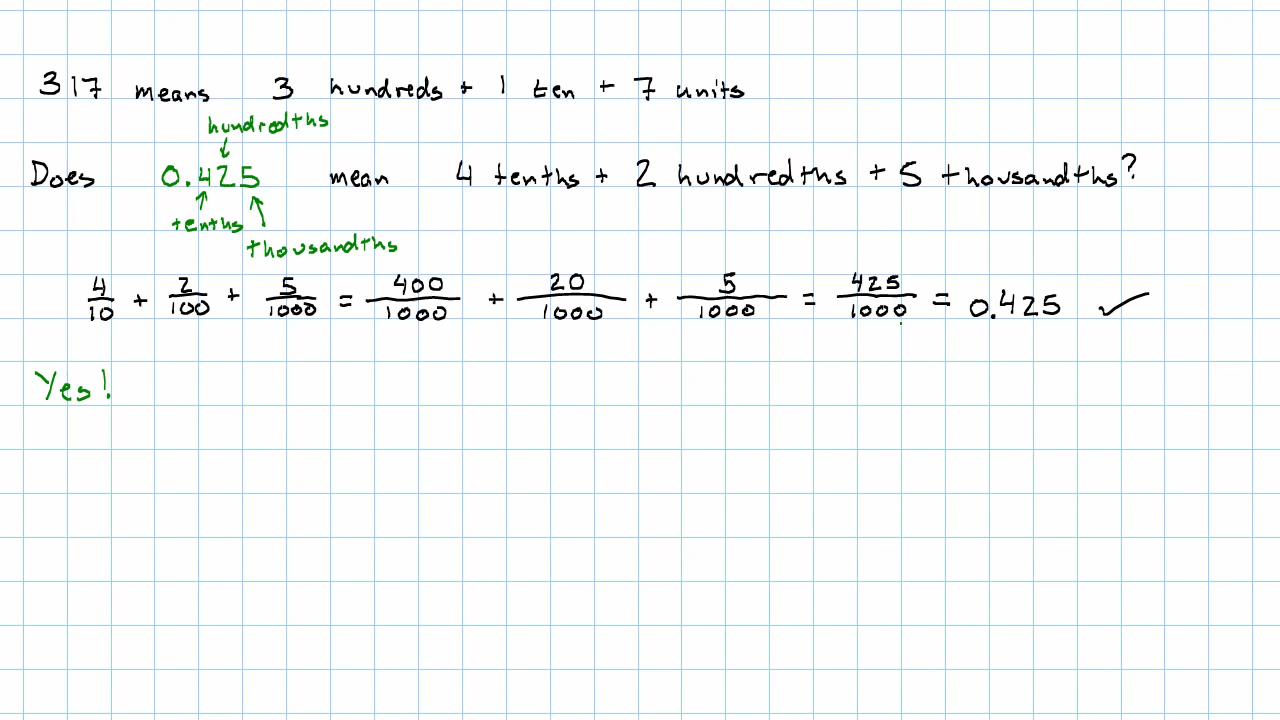 317 means 3 hundreds + 1 ten + 7 units
hundredths
Does 0.425 mean 4 tenths + 2 hundredths + 5 thousandths?
tenths
thousandths
4/10 + 2/100 + 5/1000 = 400/1000 + 20/1000 + 5/1000 = 425/1000 = 0.425 ✓
Yes!